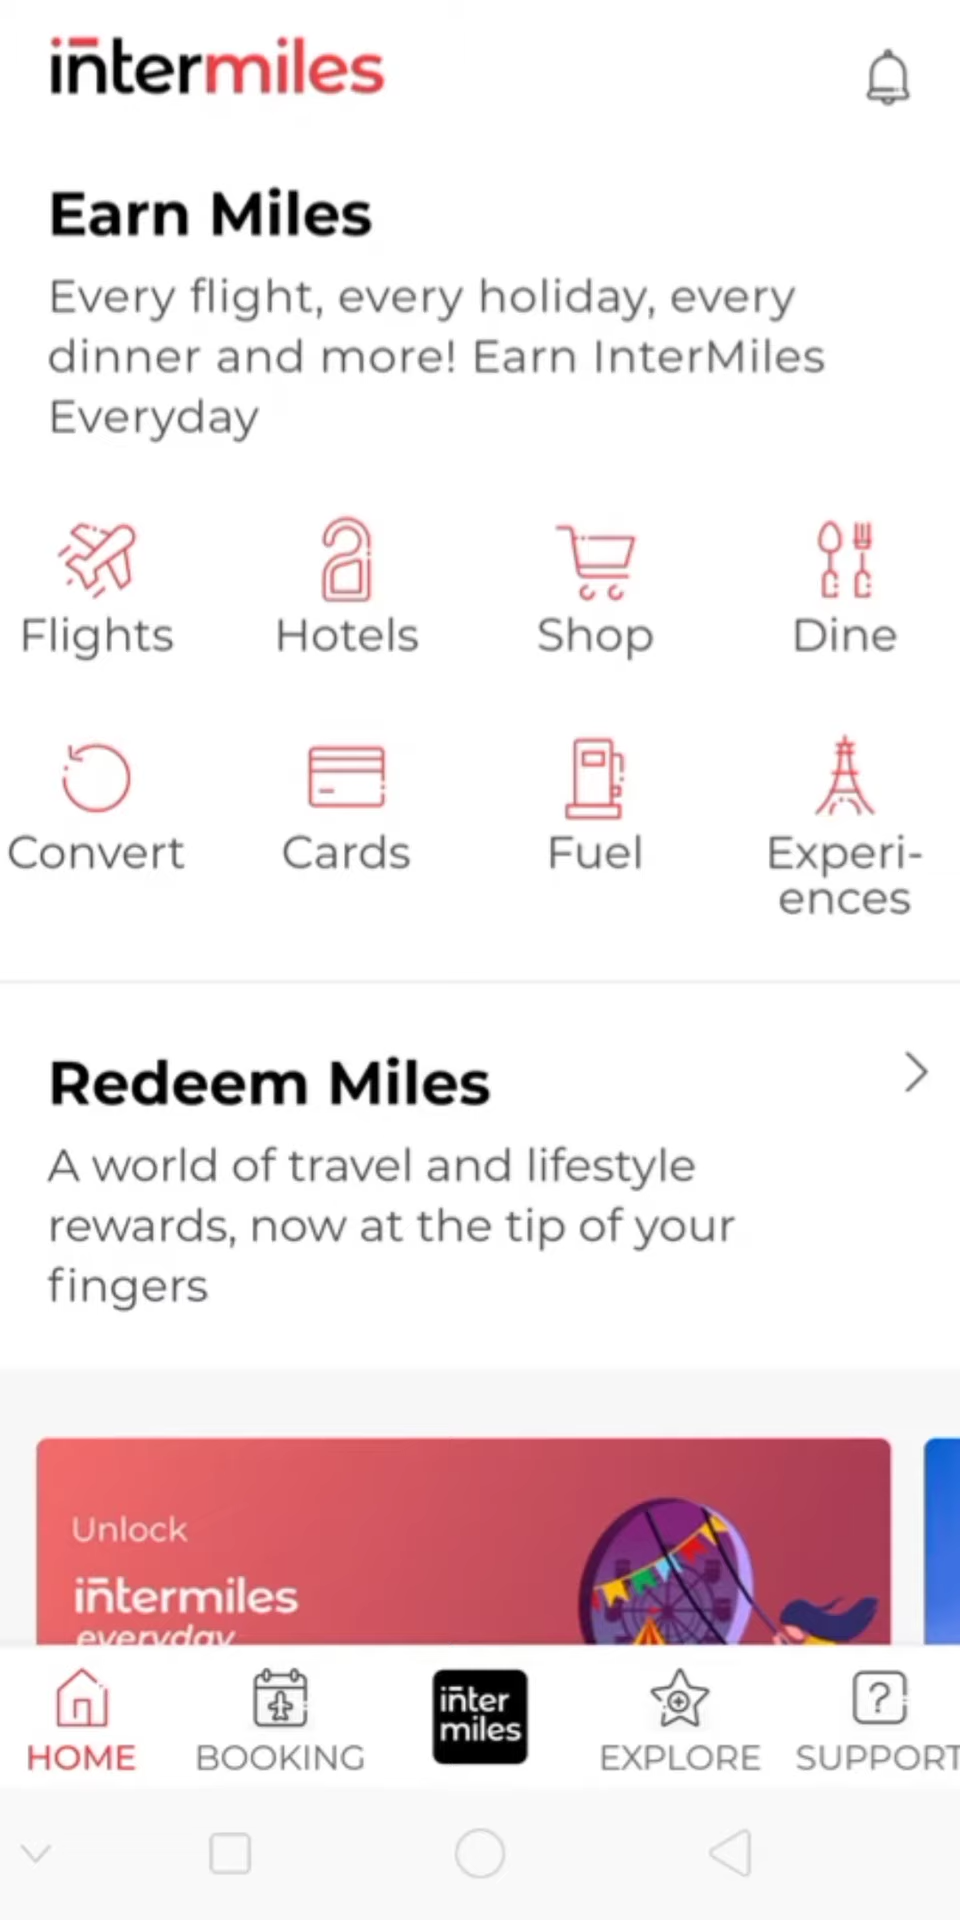 intermiles
Earn Miles
Every flight, every holiday, every
dinner and more! Earn InterMiles
Everyday
Flights
Hotels
Shop
Dine
Convert
Cards
Fuel
Experi-
ences
Redeem Miles
A world of travel and lifestyle
rewards, now at the tip of your
fingers
Unlock
intermiles
everyday
HOME
BOOKING
inter
miles
EXPLORE
SUPPORT